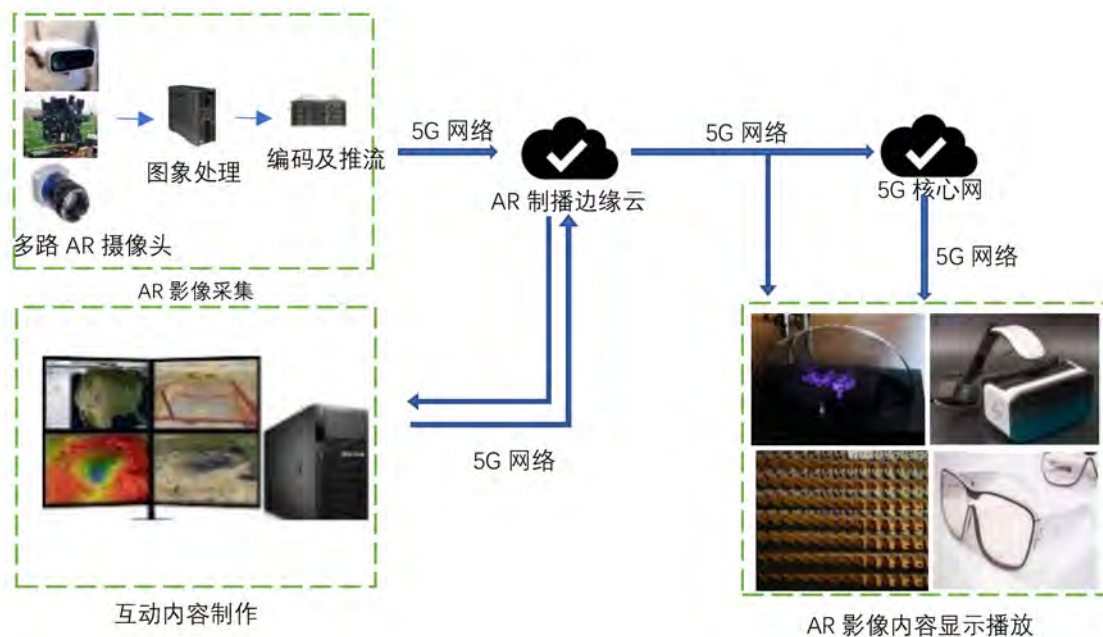 5G 网络
5G 网络
图象处理
编码及推流
AR 制播边缘云
5G 核心网
多路 AR 摄像头
5G 网络
AR 影像采集
5G 网络
互动内容制作
AR 影像内容显示播放